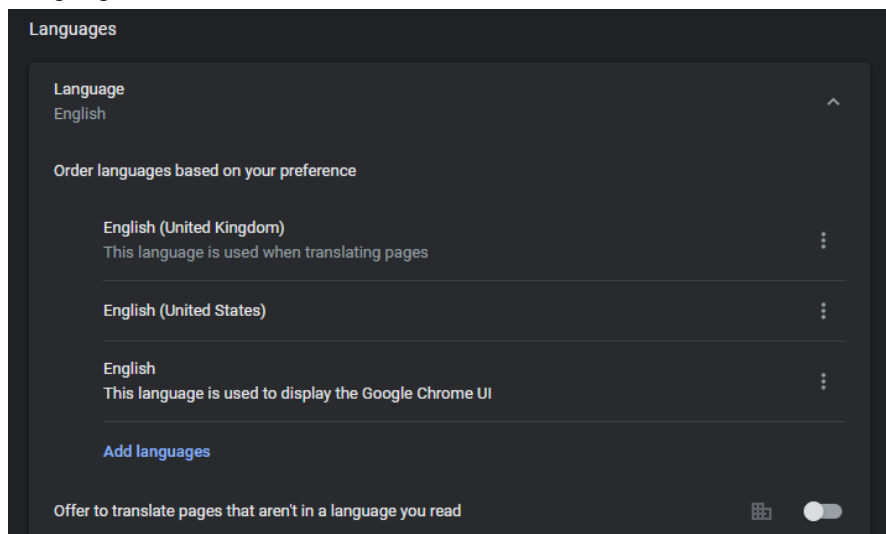 Languages
Language
English
Order languages based on your preference
English (United Kingdom)
This language is used when translating pages
English (United States)
English
This language is used to display the Google Chrome UI
Add languages
Offer to translate pages that aren't in a language you read